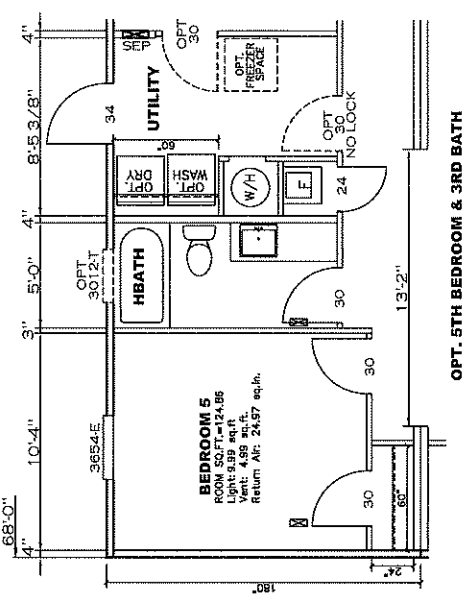 68'-0"
4"
10'-4"
3"
5'-0"
4"
8'-5 3/8"
4"
3654-E
OPT
3012-T
34
SEP
OPT
30
UTILITY
60"
OPT.
DRY
OPT.
WASH
OPT.
FREEZER
SPACE
HBATH
W/H
F
OPT
30
NO LOCK
24
BEDROOM 5
ROOM SQ.FT.=124.86
Light: 9.99 sq.ft
Vent: 4.99 sq.ft.
Return Air: 24.97 sq.in.
30
30
30
13'-2"
60"
24"
180"
OPT. 5TH BEDROOM & 3RD BATH